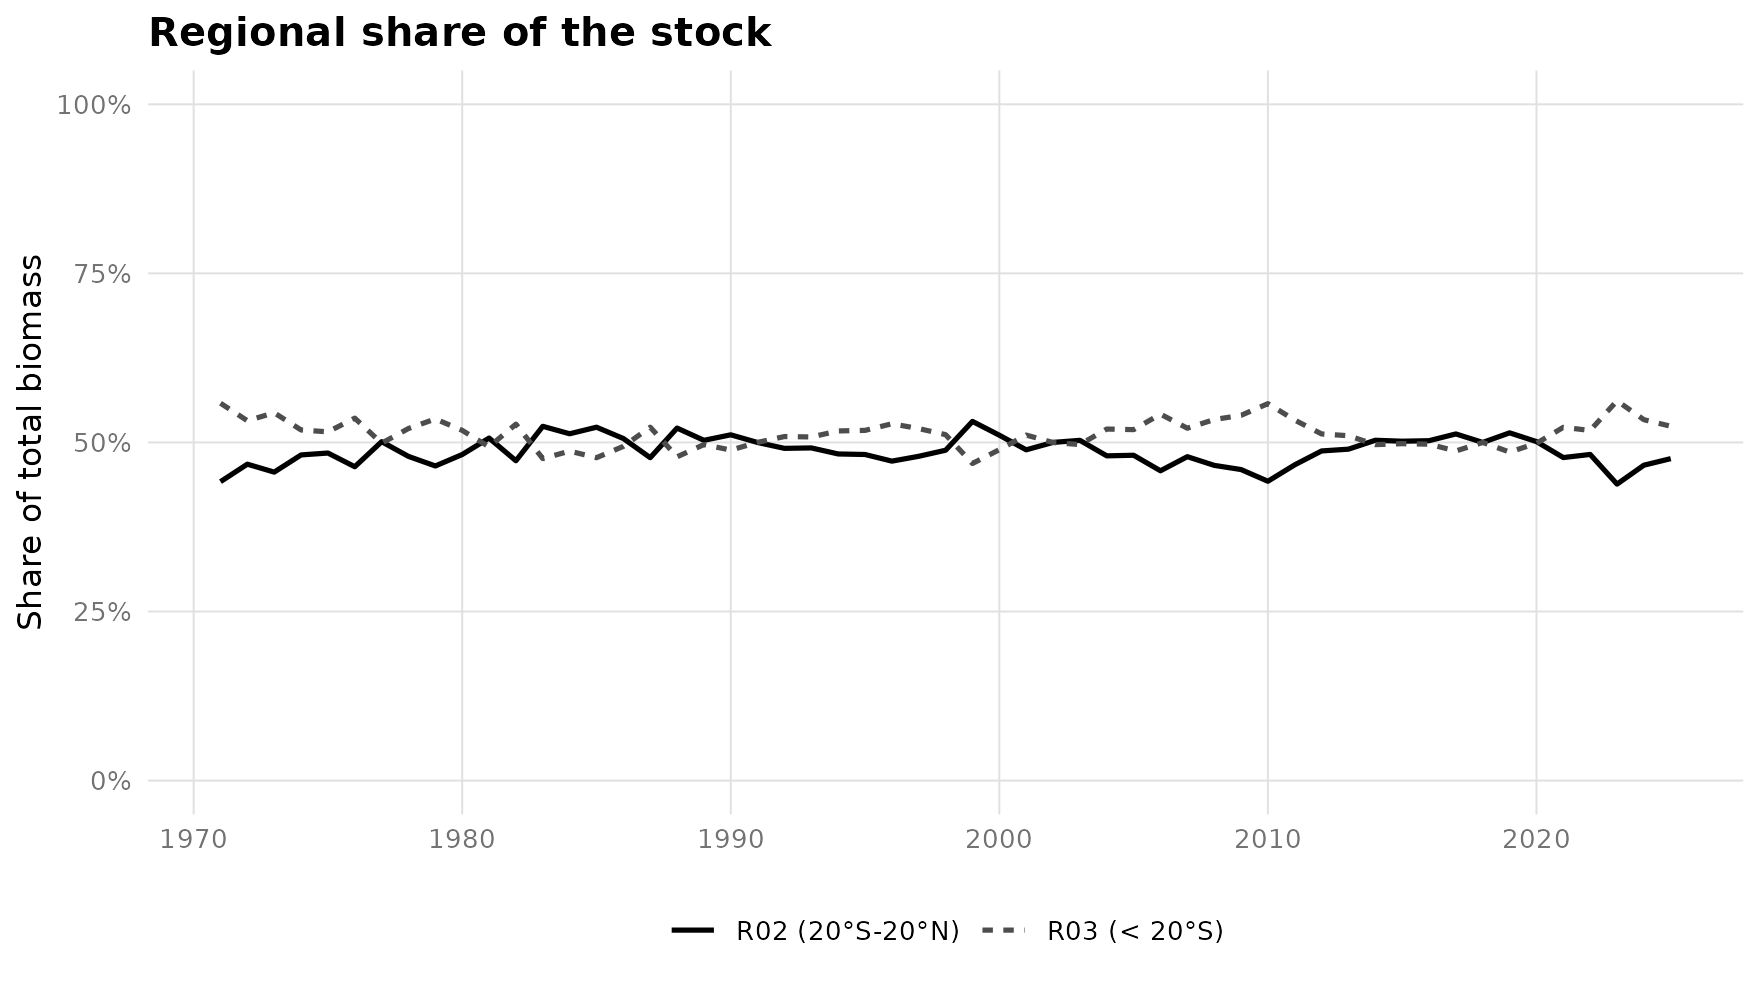 Regional share of the stock
Share of total biomass
100%
75%
50%
25%
0%
1970 1980 1990 2000 2010 2020
R02 (20°S-20°N) R03 (< 20°S)